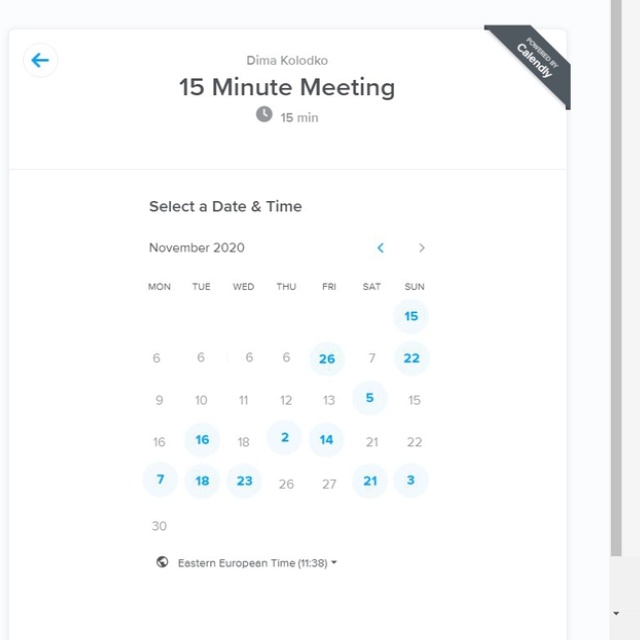 POWERED BY
Calendly
Dima Kolodko
15 Minute Meeting
15 min
Select a Date & Time
November 2020
MON TUE WED THU FRI SAT SUN
15
6 6 6 6 26 7 22
9 10 11 12 13 5 15
16 16 18 2 14 21 22
7 18 23 26 27 21 3
30
Eastern European Time (11:38)